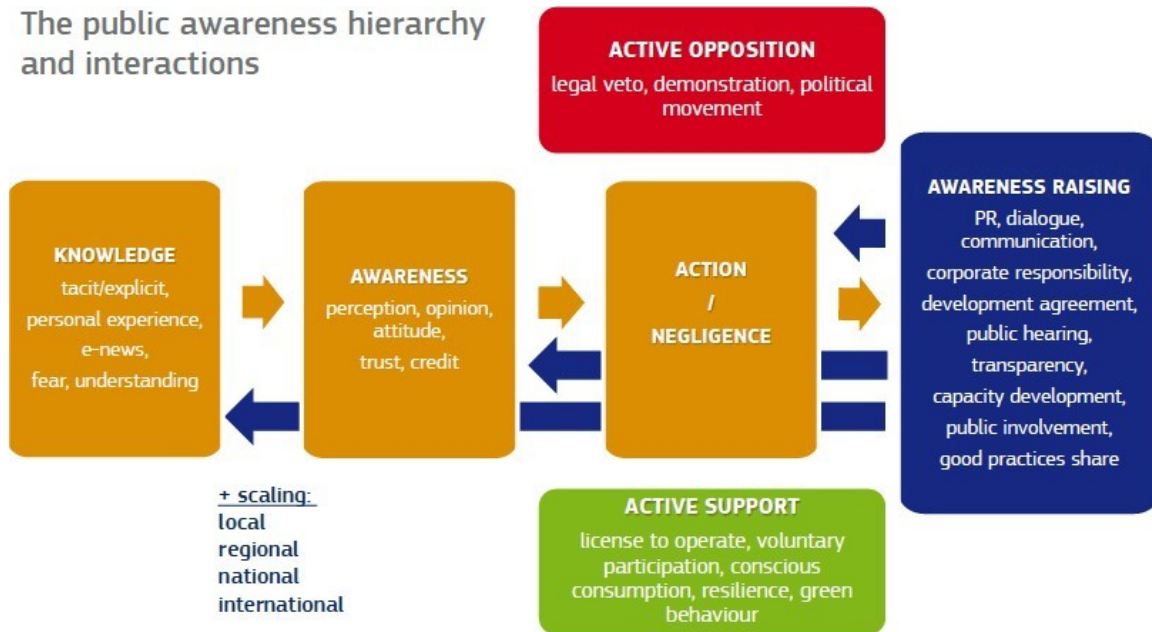 The public awareness hierarchy
and interactions
ACTIVE OPPOSITION
legal veto, demonstration, political
movement
KNOWLEDGE
tacit/explicit,
personal experience,
e-news,
fear, understanding
AWARENESS
perception, opinion,
attitude,
trust, credit
ACTION
/
NEGLIGENCE
AWARENESS RAISING
PR, dialogue,
communication,
corporate responsibility,
development agreement,
public hearing,
transparency,
capacity development,
public involvement,
good practices share
+ scaling:
local
regional
national
international
ACTIVE SUPPORT
license to operate, voluntary
participation, conscious
consumption, resilience, green
behaviour